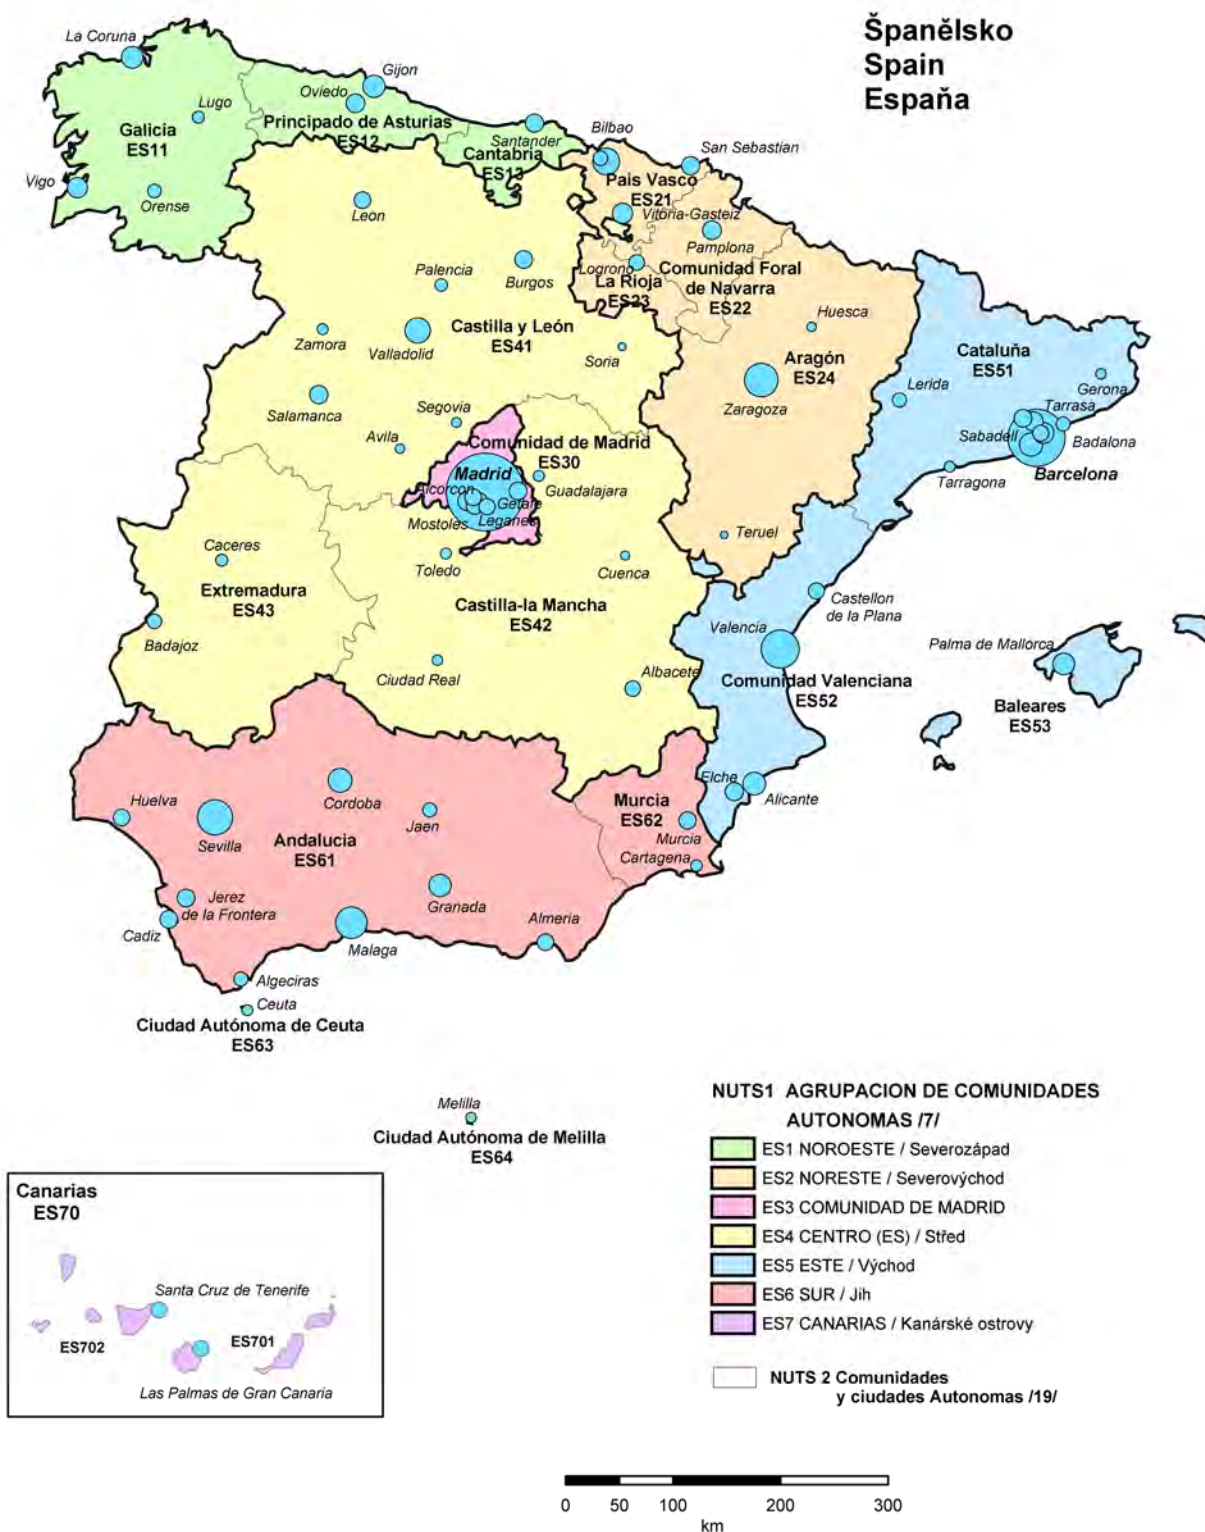 Španělsko
Spain
Espaňa
La Coruna
Gijon
Oviedo
Lugo
Principado de Asturias
ES12
Galicia
ES11
Santander
Cantabria
ES13
Bilbao
San Sebastian
Pais Vasco
ES21
Vigo
Orense
Leon
Vitoria-Gasteiz
Pamplona
Logrono
La Rioja
ES23
Comunidad Foral
de Navarra
ES22
Palencia
Burgos
Castilla y León
ES41
Zamora
Valladolid
Soria
Huesca
Aragón
ES24
Zaragoza
Cataluña
ES51
Lerida
Gerona
Tarrasa
Sabadell
Badalona
Barcelona
Tarragona
Salamanca
Segovia
Avila
Comunidad de Madrid
ES30
Madrid
Alcorcon
Getafe
Guadalajara
Mostoles
Leganes
Teruel
Caceres
Toledo
Cuenca
Extremadura
ES43
Castilla-la Mancha
ES42
Castellon
de la Plana
Valencia
Badajoz
Ciudad Real
Albacete
Comunidad Valenciana
ES52
Palma de Mallorca
Baleares
ES53
Elche
Alicante
Huelva
Cordoba
Murcia
ES62
Sevilla
Andalucia
ES61
Jaen
Murcia
Cartagena
Jerez
de la Frontera
Granada
Cadiz
Malaga
Almeria
Algeciras
Ceuta
Ciudad Autónoma de Ceuta
ES63
Melilla
Ciudad Autónoma de Melilla
ES64
Canarias
ES70
Santa Cruz de Tenerife
ES702
ES701
Las Palmas de Gran Canaria
NUTS1 AGRUPACION DE COMUNIDADES
AUTONOMAS /7/
ES1 NOROESTE / Severozápad
ES2 NORESTE / Severovýchod
ES3 COMUNIDAD DE MADRID
ES4 CENTRO (ES) / Střed
ES5 ESTE / Východ
ES6 SUR / Jih
ES7 CANARIAS / Kanárské ostrovy
NUTS 2 Comunidades
y ciudades Autonomas /19/
0 50 100 200 300
km